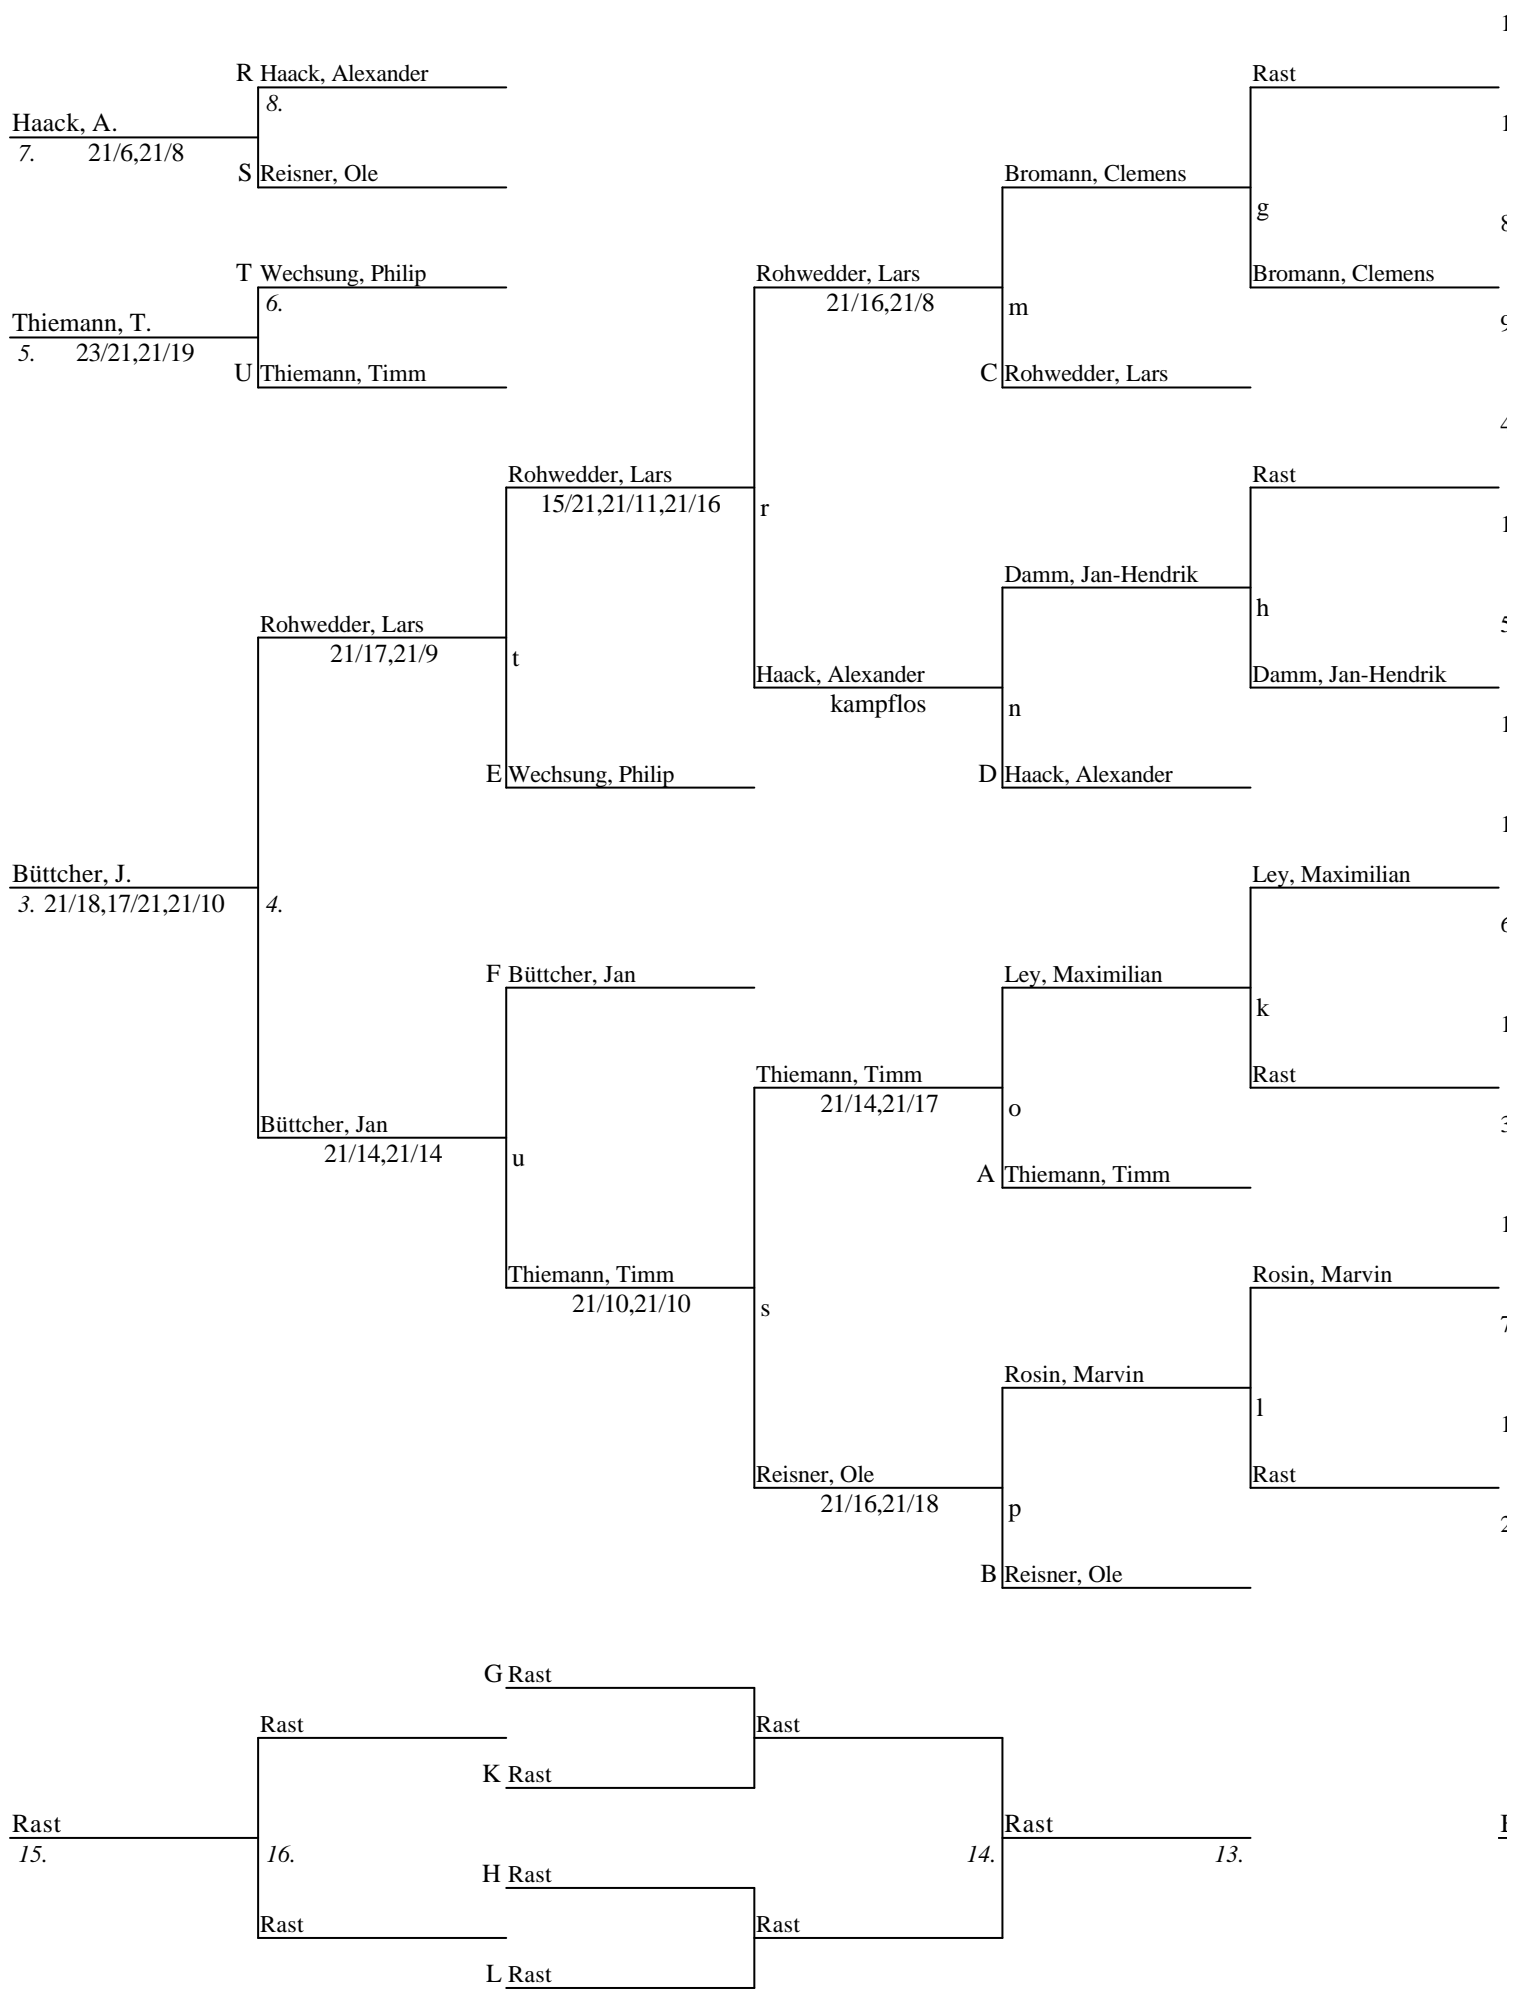 R Haack, Alexander
Rast
8.
Haack, A.
7. 21/6,21/8
S Reisner, Ole
Bromann, Clemens
g
T Wechsung, Philip
Rohwedder, Lars
Bromann, Clemens
6.
21/16,21/8
m
Thiemann, T.
5. 23/21,21/19
U Thiemann, Timm
C Rohwedder, Lars
Rohwedder, Lars
Rast
15/21,21/11,21/16
r
Damm, Jan-Hendrik
h
Rohwedder, Lars
21/17,21/9
t
Haack, Alexander
Damm, Jan-Hendrik
kampflos
n
E Wechsung, Philip
D Haack, Alexander
Büttcher, J.
Ley, Maximilian
3. 21/18,17/21,21/10
4.
F Büttcher, Jan
Ley, Maximilian
k
Thiemann, Timm
Rast
21/14,21/17
o
Büttcher, Jan
21/14,21/14
u
A Thiemann, Timm
Thiemann, Timm
Rosin, Marvin
21/10,21/10
s
Rosin, Marvin
l
Reisner, Ole
Rast
21/16,21/18
p
B Reisner, Ole
G Rast
Rast
Rast
K Rast
Rast
Rast
15.
16.
14.
13.
H Rast
Rast
Rast
L Rast